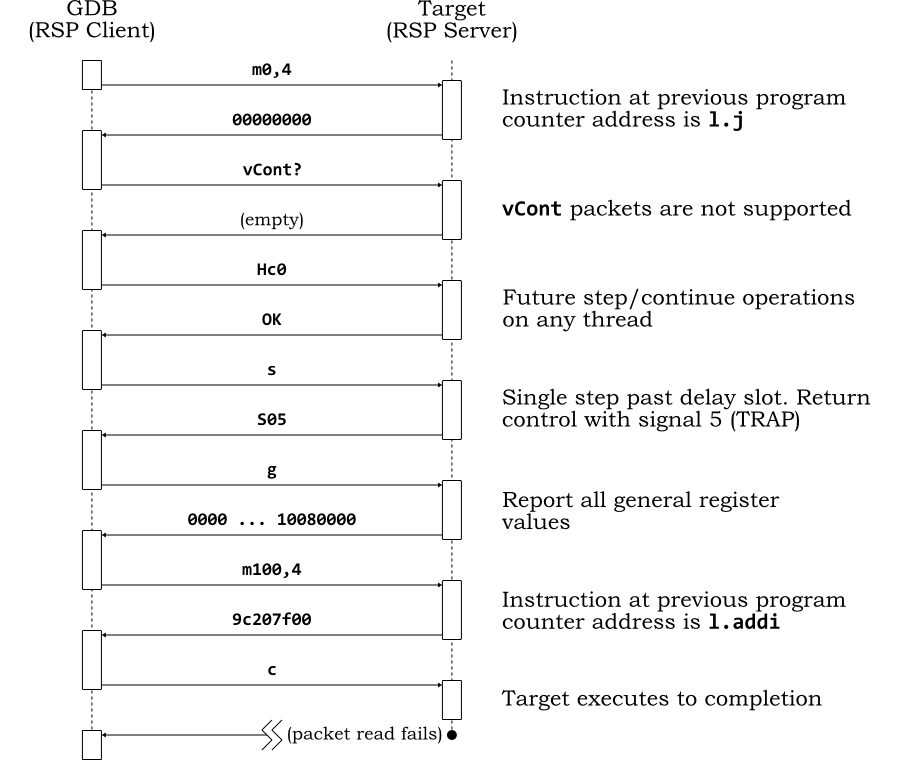 GDB
(RSP Client)
Target
(RSP Server)
m0,4
Instruction at previous program
counter address is l.j
00000000
vCont?
vCont packets are not supported
(empty)
Hc0
Future step/continue operations
on any thread
OK
s
Single step past delay slot. Return
control with signal 5 (TRAP)
S05
g
Report all general register
values
0000 ... 10080000
m100,4
Instruction at previous program
counter address is l.addi
9c207f00
c
Target executes to completion
(packet read fails)